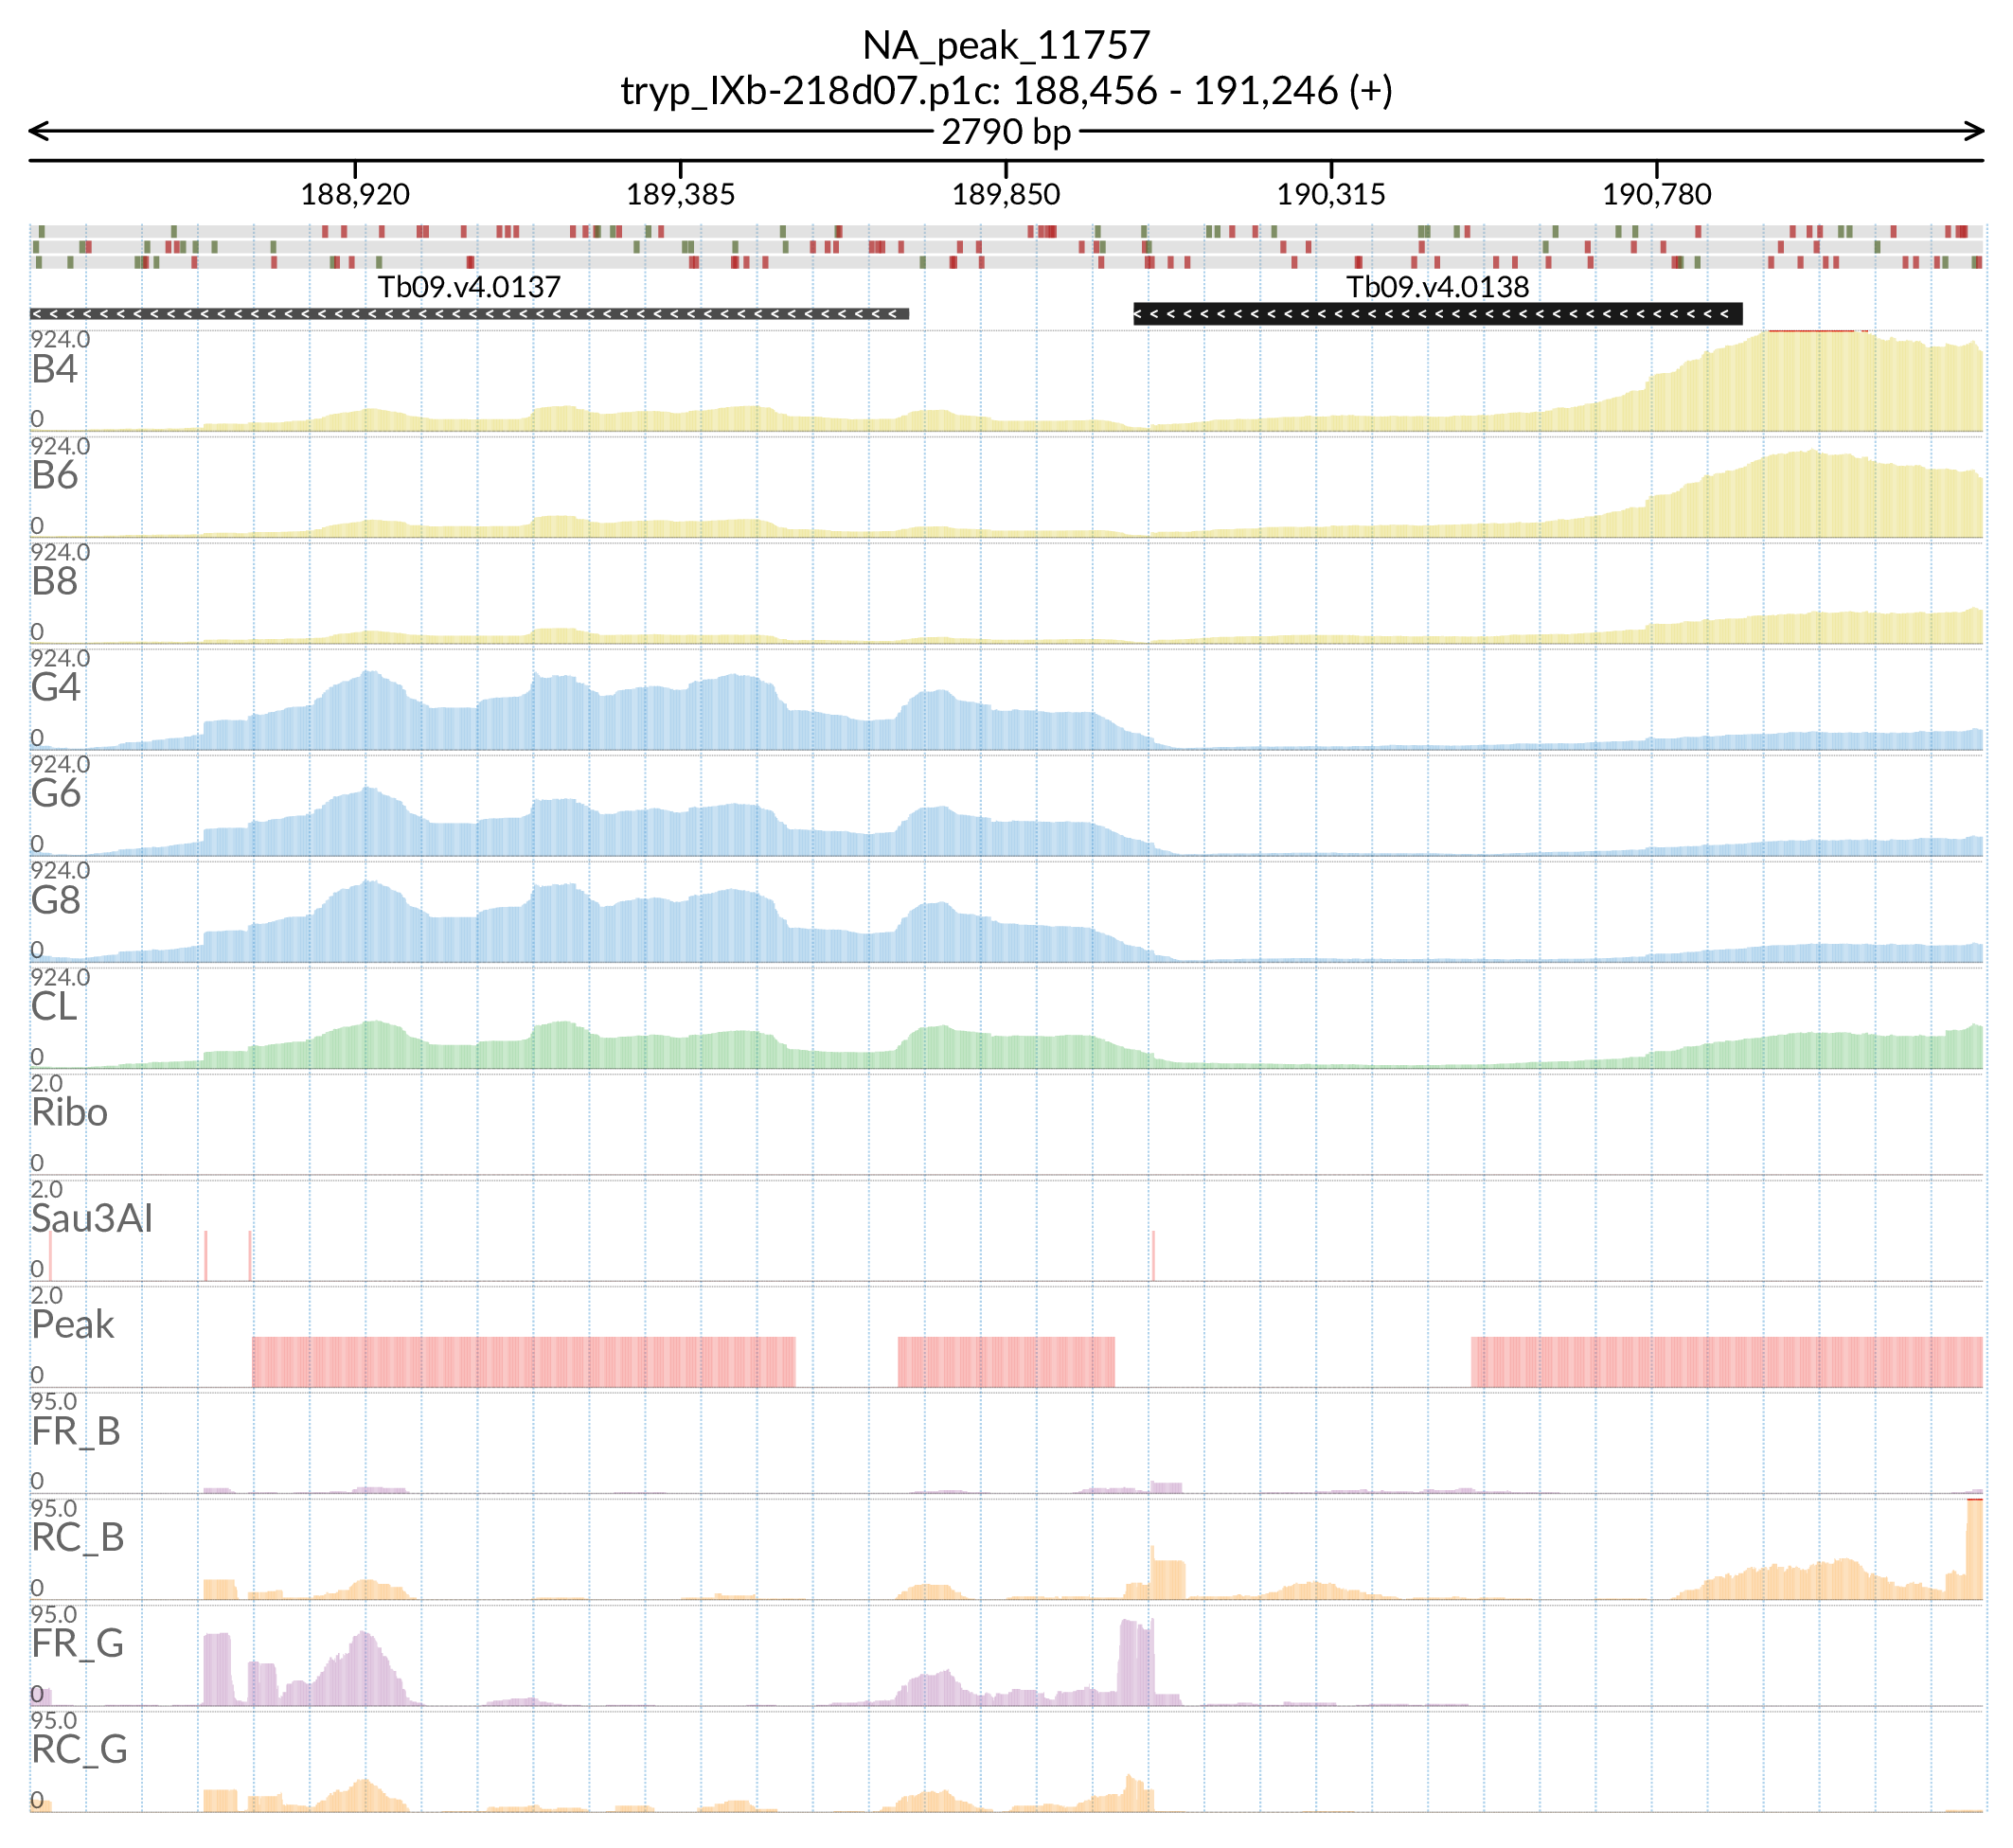 NA_peak_11757
tryp_IXb-218d07.p1c: 188,456 - 191,246 (+)
2790 bp
188,920 189,385 189,850 190,315 190,780
Tb09.v4.0137 Tb09.v4.0138
924.0
B4
0
924.0
B6
0
924.0
B8
0
924.0
G4
0
924.0
G6
0
924.0
G8
0
924.0
CL
0
2.0
Ribo
0
2.0
Sau3AI
0
2.0
Peak
0
95.0
FR_B
0
95.0
RC_B
0
95.0
FR_G
0
95.0
RC_G
0